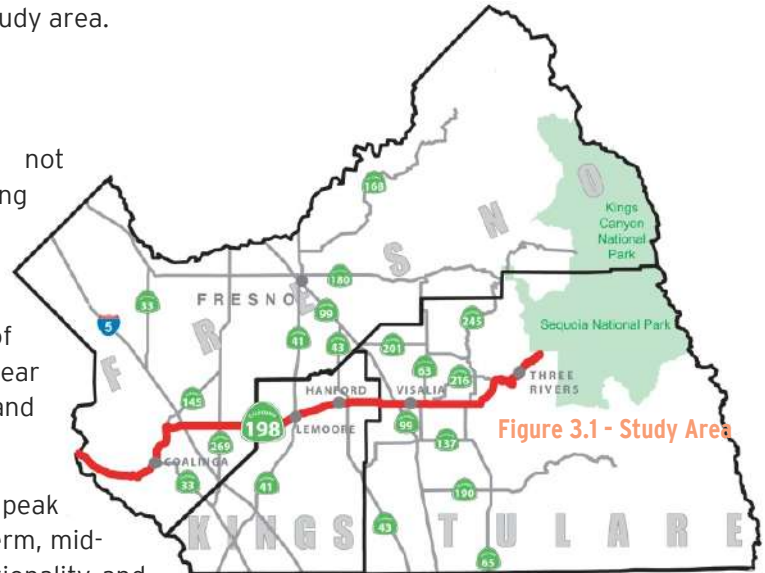 udy area.
not
ng
of
ear
and
peak
erm, mid-
ionality, and
168
Kings
Canyon
National
Park
180
FRESNO
33
99
5
41
43
201
245
Sequoia National Park
63
216
HANFORD
VISALIA
THREE
RIVERS
145
198
LEMOORE
99
269
COALINGA
137
Figure 3.1 - Study Area
33
41
190
43
65
FRESNO
KINGS
TULARE